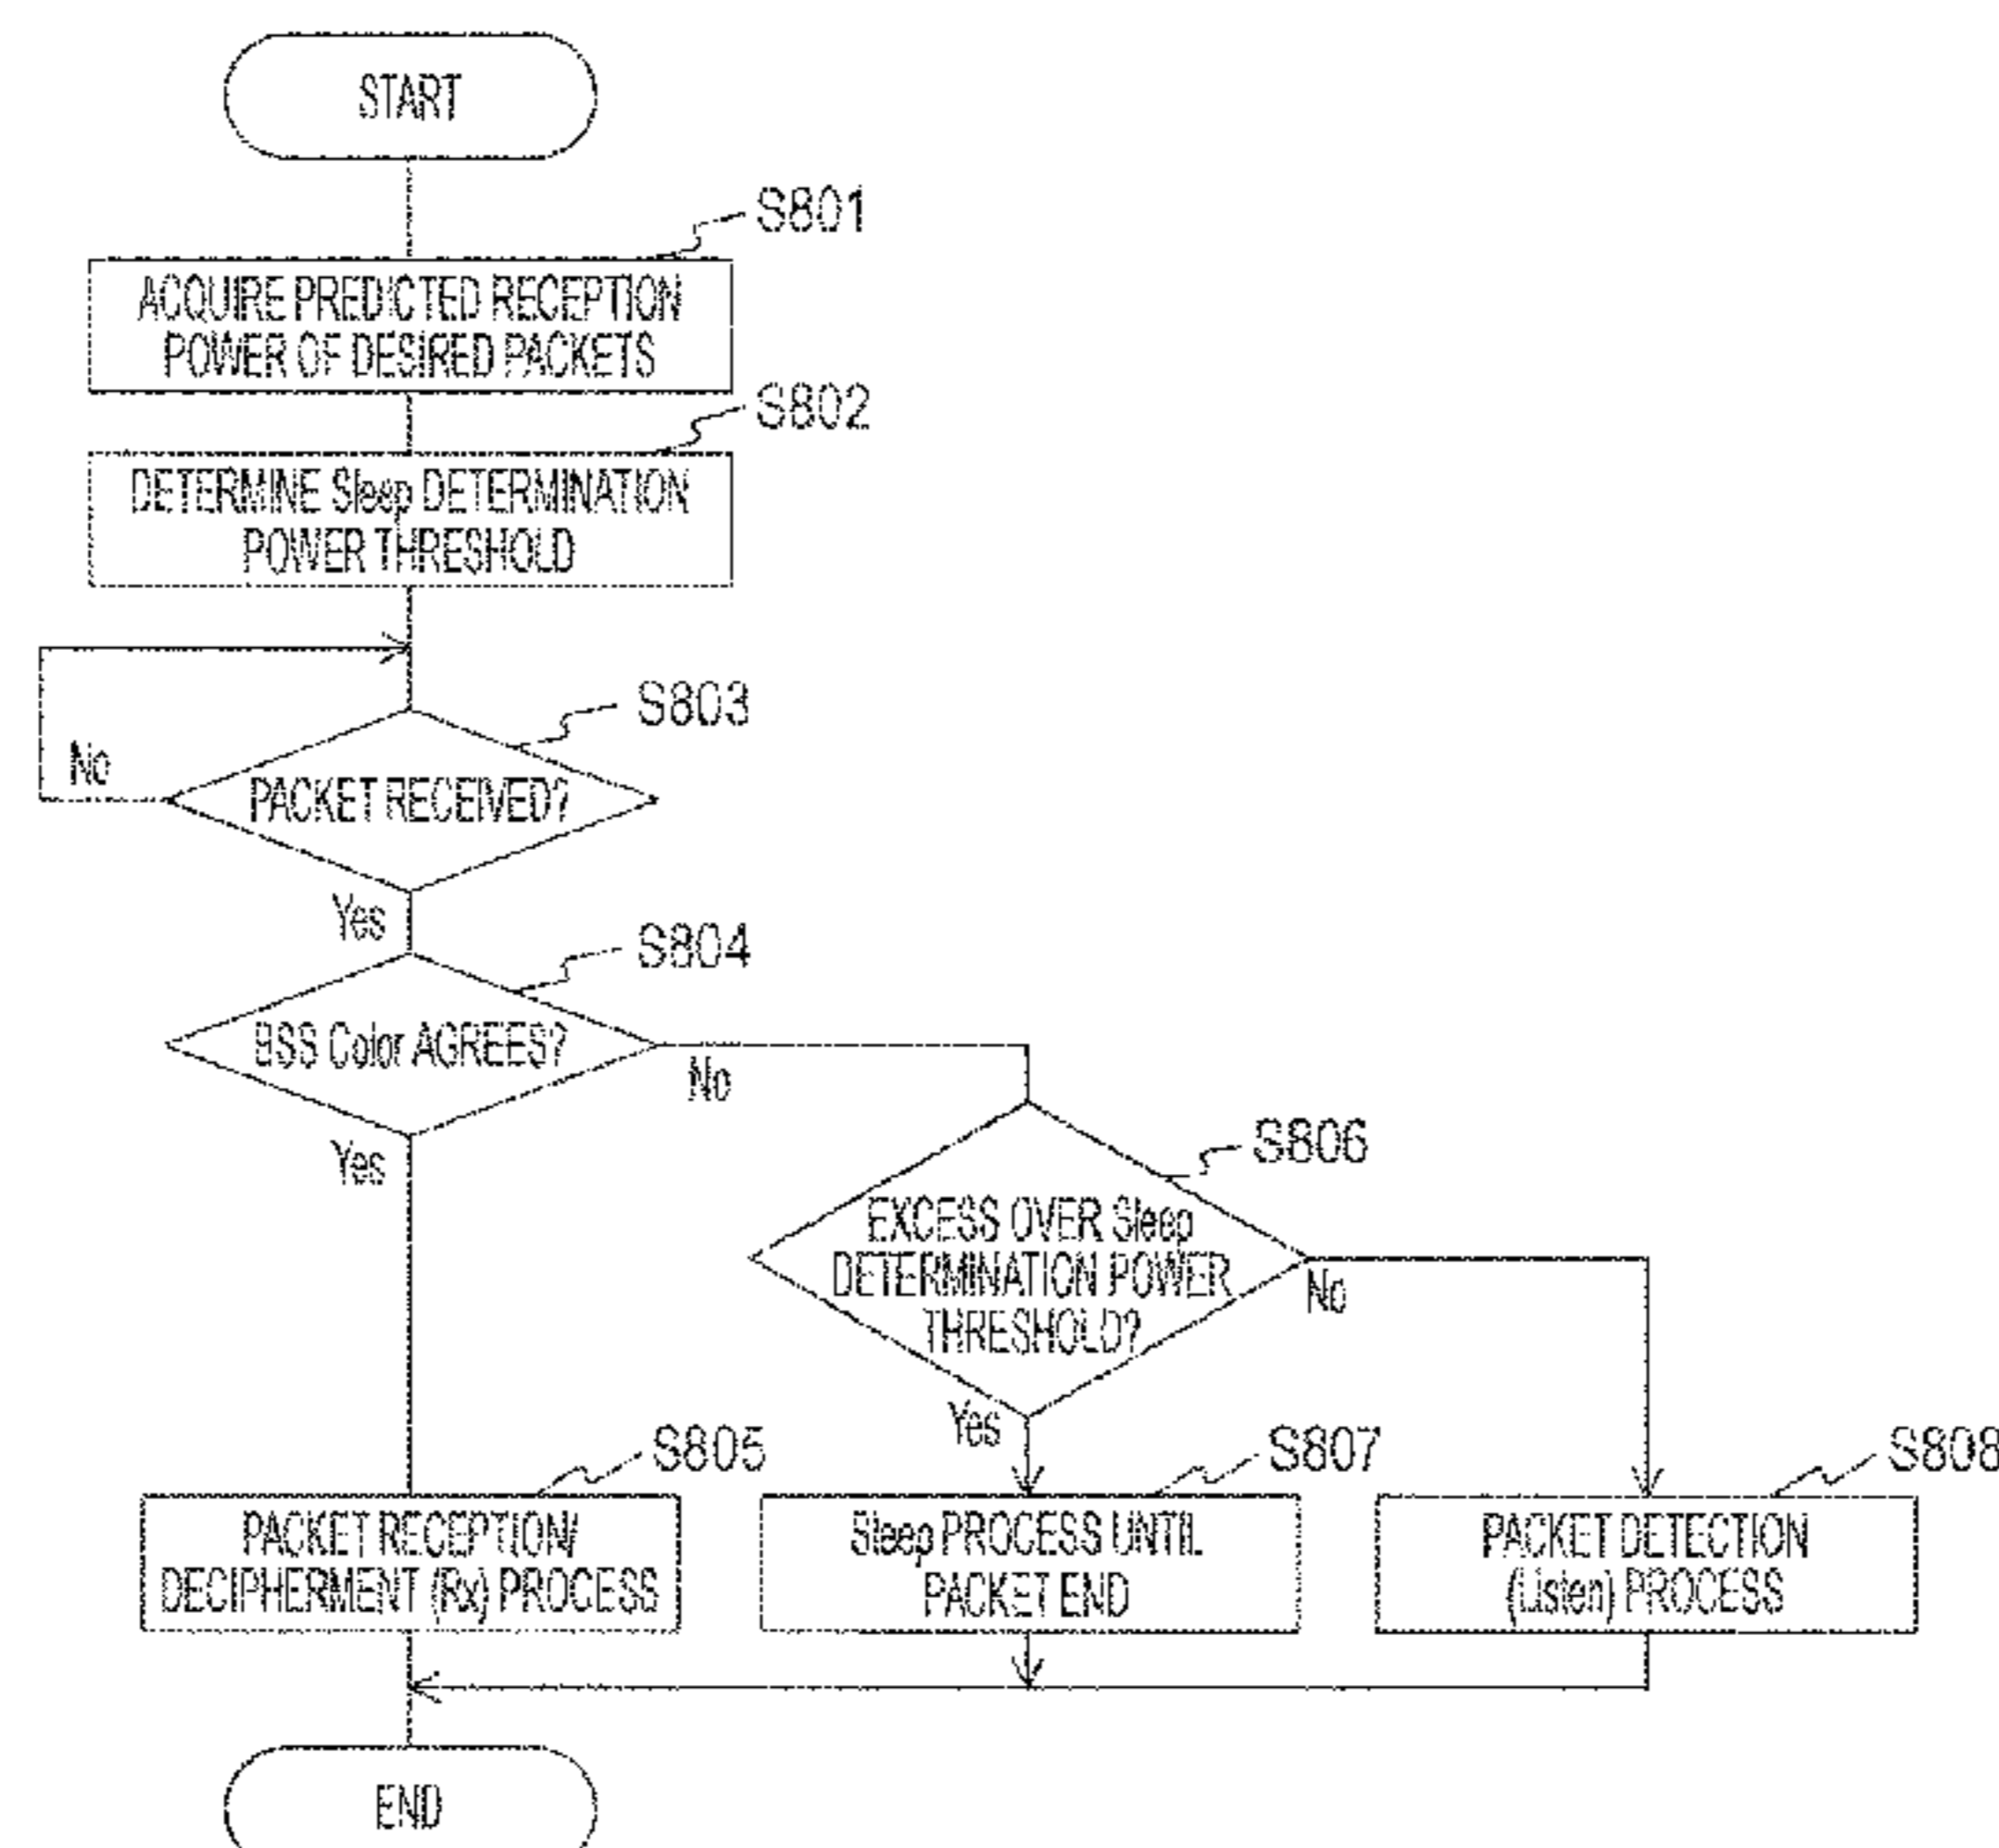 START
S801
ACQUIRE PREDICTED RECEPTION
POWER OF DESIRED PACKETS
S802
DETERMINE Sleep DETERMINATION
POWER THRESHOLD
S803
No
PACKET RECEIVED?
Yes
S804
BSS Color AGREES?
No
Yes
S806
EXCESS OVER Sleep
DETERMINATION POWER
THRESHOLD?
No
Yes
S805
PACKET RECEPTION/
DECIPHERMENT (Rx) PROCESS
S807
Sleep PROCESS UNTIL
PACKET END
S808
PACKET DETECTION
(Listen) PROCESS
END